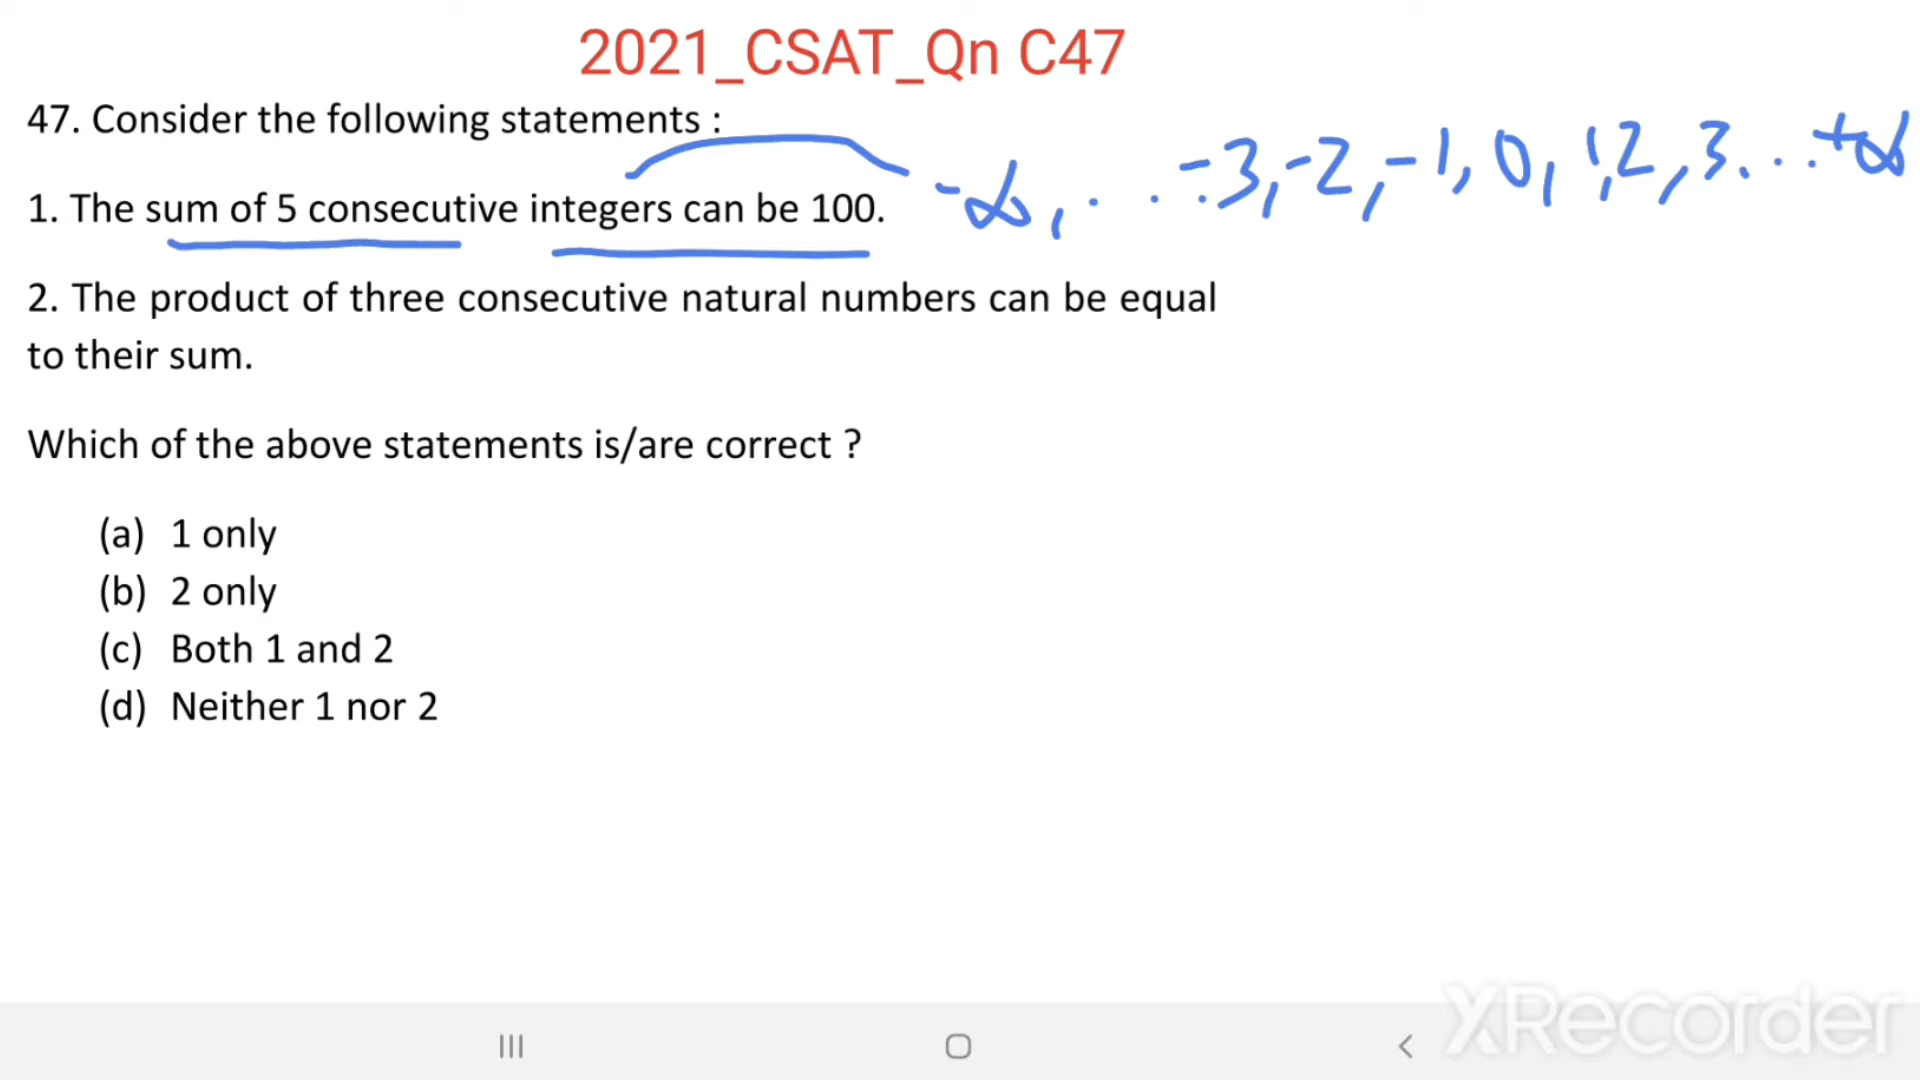 2021_CSAT_Qn C47
47. Consider the following statements :
-∝, . . . -3, -2, -1, 0, 1, 2, 3. . . +∝
1. The sum of 5 consecutive integers can be 100.
2. The product of three consecutive natural numbers can be equal
to their sum.
Which of the above statements is/are correct ?
(a) 1 only
(b) 2 only
(c) Both 1 and 2
(d) Neither 1 nor 2
XRecorder